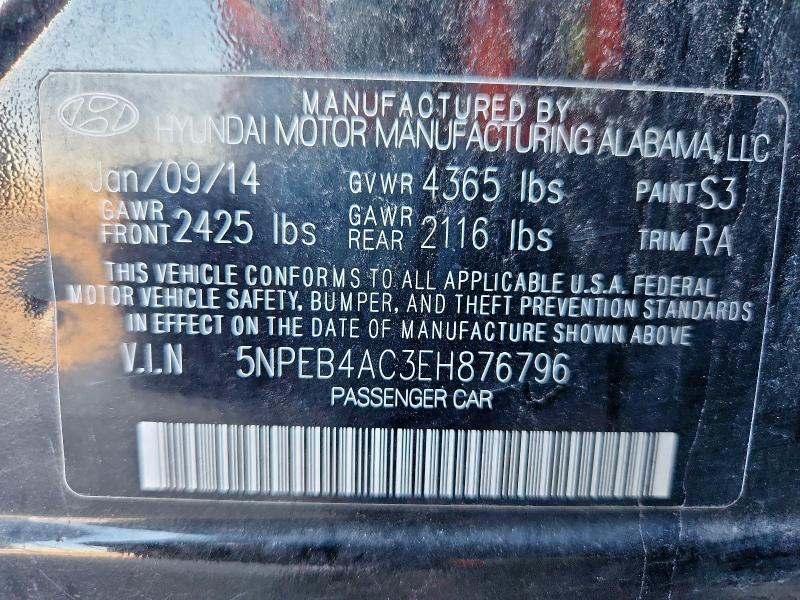 MANUFACTURED BY
HYUNDAI MOTOR MANUFACTURING ALABAMA, LLC
Jan/09/14 GVWR 4365 lbs PAINT S3
GAWR FRONT 2425 lbs GAWR REAR 2116 lbs TRIM RA
THIS VEHICLE CONFORMS TO ALL APPLICABLE U.S.A. FEDERAL
MOTOR VEHICLE SAFETY, BUMPER, AND THEFT PREVENTION STANDARDS
IN EFFECT ON THE DATE OF MANUFACTURE SHOWN ABOVE.
V.I.N 5NPEB4AC3EH876796
PASSENGER CAR